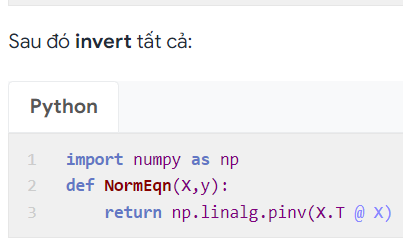 Sau đó invert tất cả:
Python
1 import numpy as np
2 def NormEqn(X,y):
3 return np.linalg.pinv(X.T @ X)